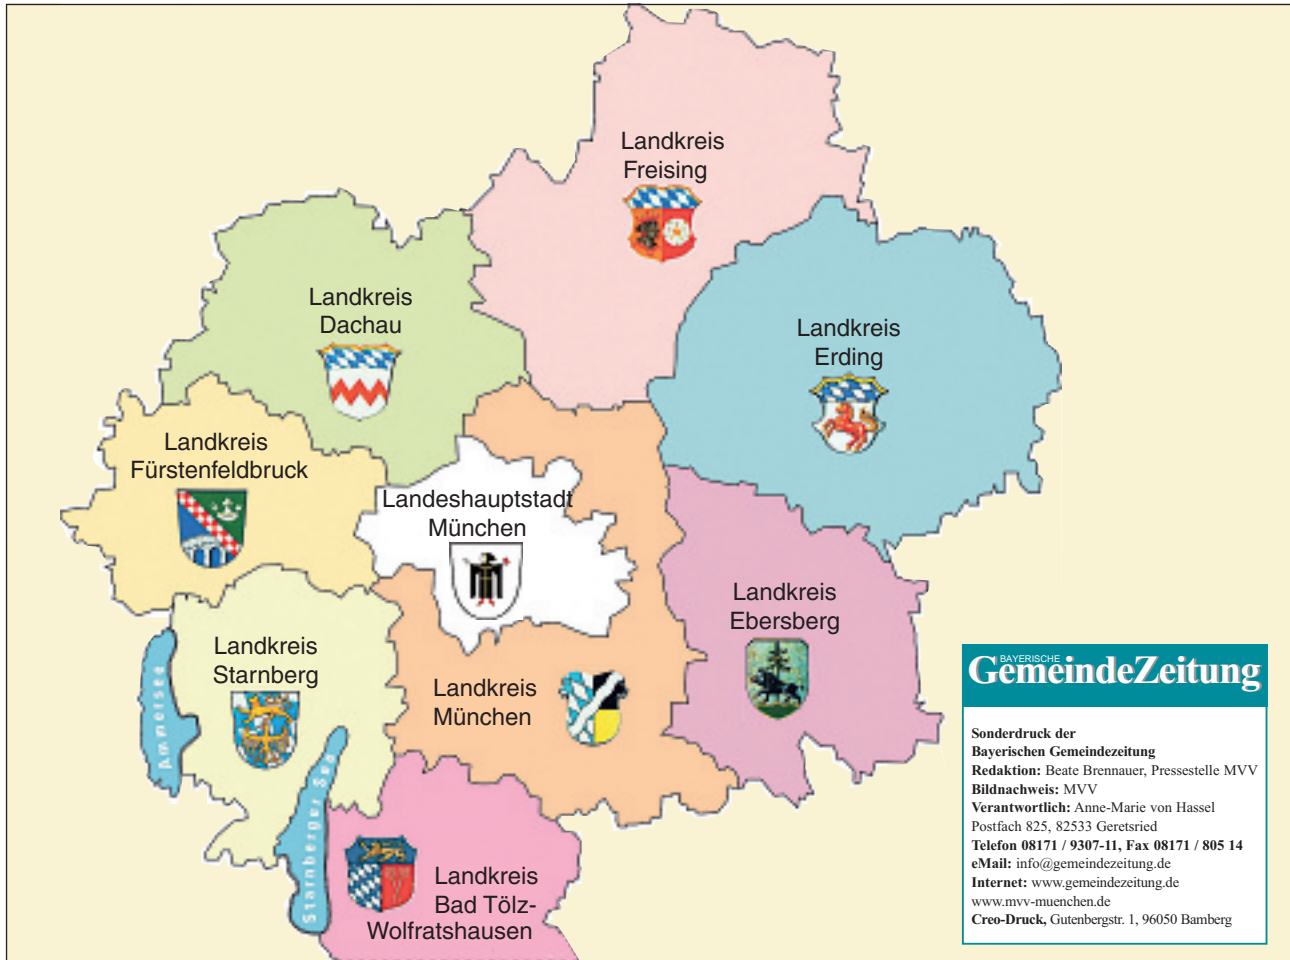 Landkreis
Freising
Landkreis
Dachau
Landkreis
Erding
Landkreis
Fürstenfeldbruck
Landeshauptstadt
München
Landkreis
Ebersberg
Landkreis
Starnberg
Landkreis
München
Ammersee
Starnberger See
Landkreis
Bad Tölz-
Wolfratshausen
BAYERISCHE
GemeindeZeitung
Sonderdruck der
Bayerischen Gemeindezeitung
Redaktion: Beate Brennauer, Pressestelle MVV
Bildnachweis: MVV
Verantwortlich: Anne-Marie von Hassel
Postfach 825, 82533 Geretsried
Telefon 08171 / 9307-11, Fax 08171 / 805 14
eMail: info@gemeindezeitung.de
Internet: www.gemeindezeitung.de
www.mvv-muenchen.de
Creo-Druck, Gutenbergstr. 1, 96050 Bamberg